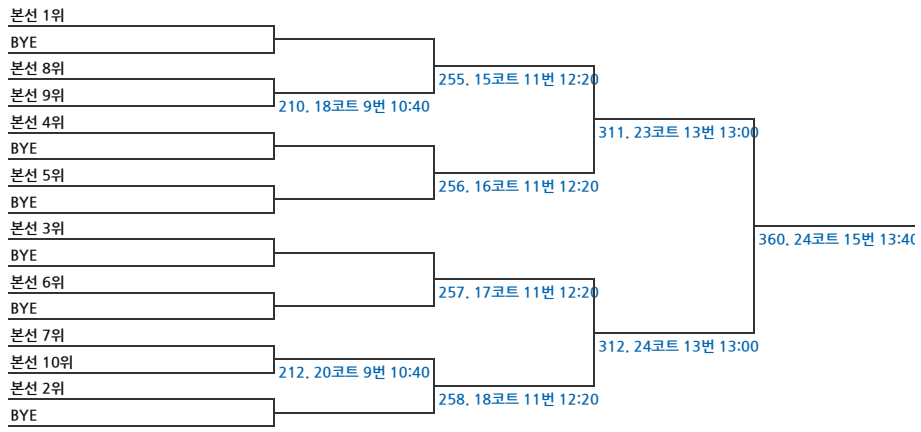 본선 1위
BYE
본선 8위
본선 9위
본선 4위
BYE
본선 5위
BYE
본선 3위
BYE
본선 6위
BYE
본선 7위
본선 10위
본선 2위
BYE
210. 18코트 9번 10:40
212. 20코트 9번 10:40
255. 15코트 11번 12:20
256. 16코트 11번 12:20
257. 17코트 11번 12:20
258. 18코트 11번 12:20
311. 23코트 13번 13:00
312. 24코트 13번 13:00
360. 24코트 15번 13:40